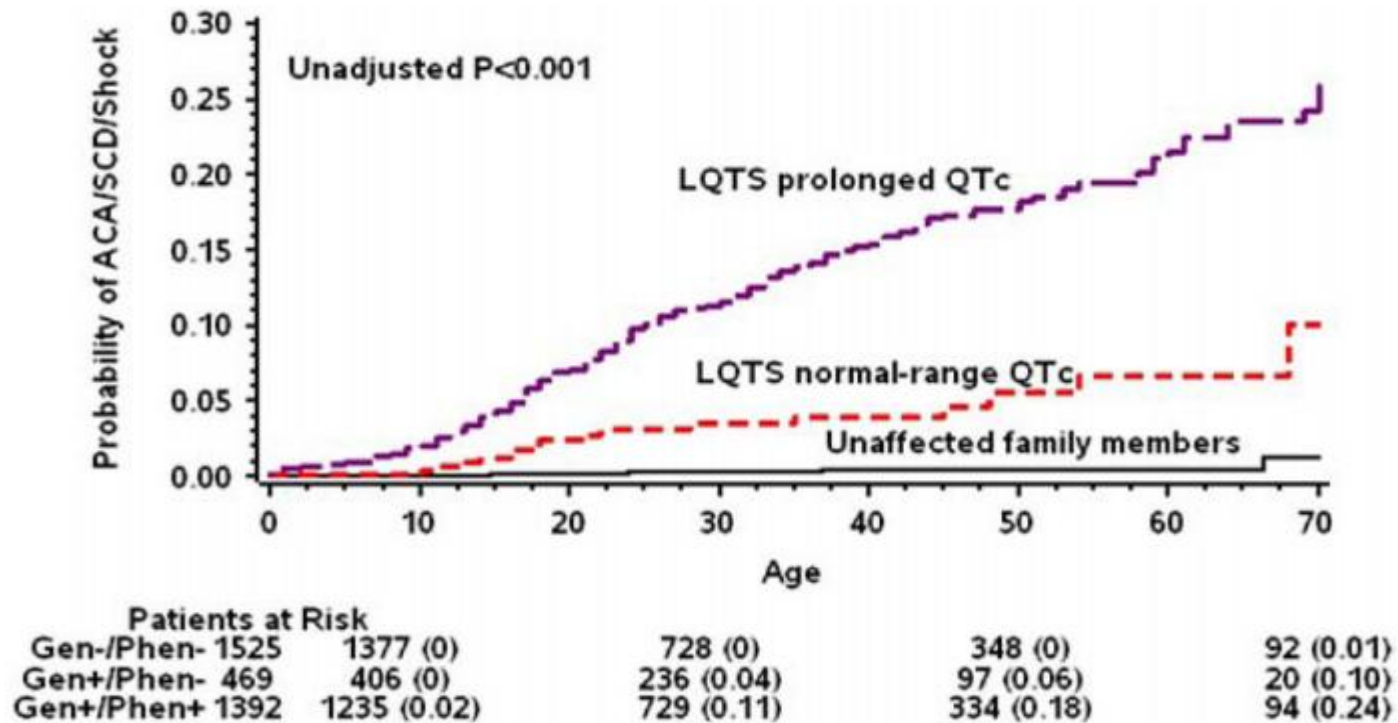 Probability of ACA/SCD/Shock
0.30
0.25
0.20
0.15
0.10
0.05
0.00
Unadjusted P<0.001
LQTS prolonged QTc
LQTS normal-range QTc
Unaffected family members
0 10 20 30 40 50 60 70
Age
Patients at Risk
Gen-/Phen- 1525 1377 (0) 728 (0) 348 (0) 92 (0.01)
Gen+/Phen- 469 406 (0) 236 (0.04) 97 (0.06) 20 (0.10)
Gen+/Phen+ 1392 1235 (0.02) 729 (0.11) 334 (0.18) 94 (0.24)